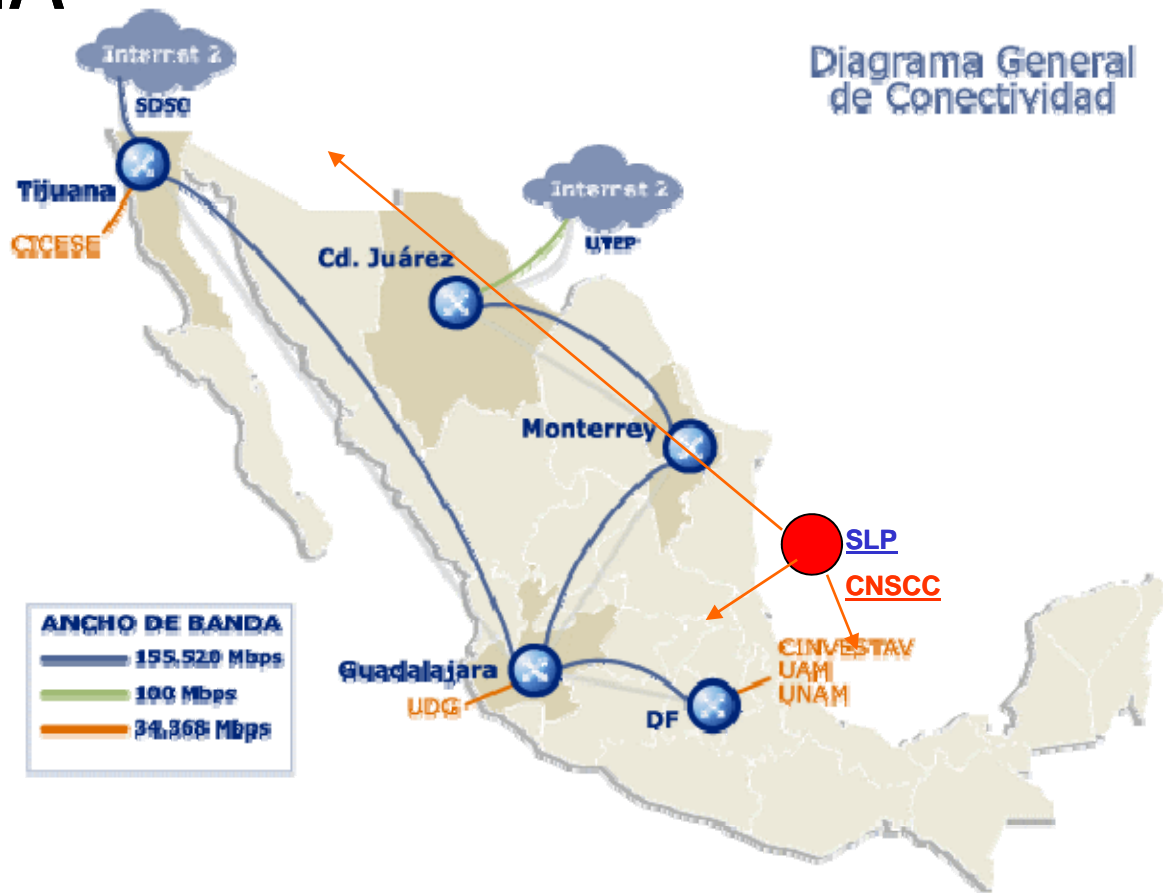 Internet 2
Diagrama General
de Conectividad
SDSC
Tijuana
CICESE
Internet 2
UTEP
Cd. Juárez
Monterrey
SLP
CNSCC
ANCHO DE BANDA
155.520 Mbps
100 Mbps
34.368 Mbps
Guadalajara
UDG
DF
CINVESTAV
UAM
UNAM